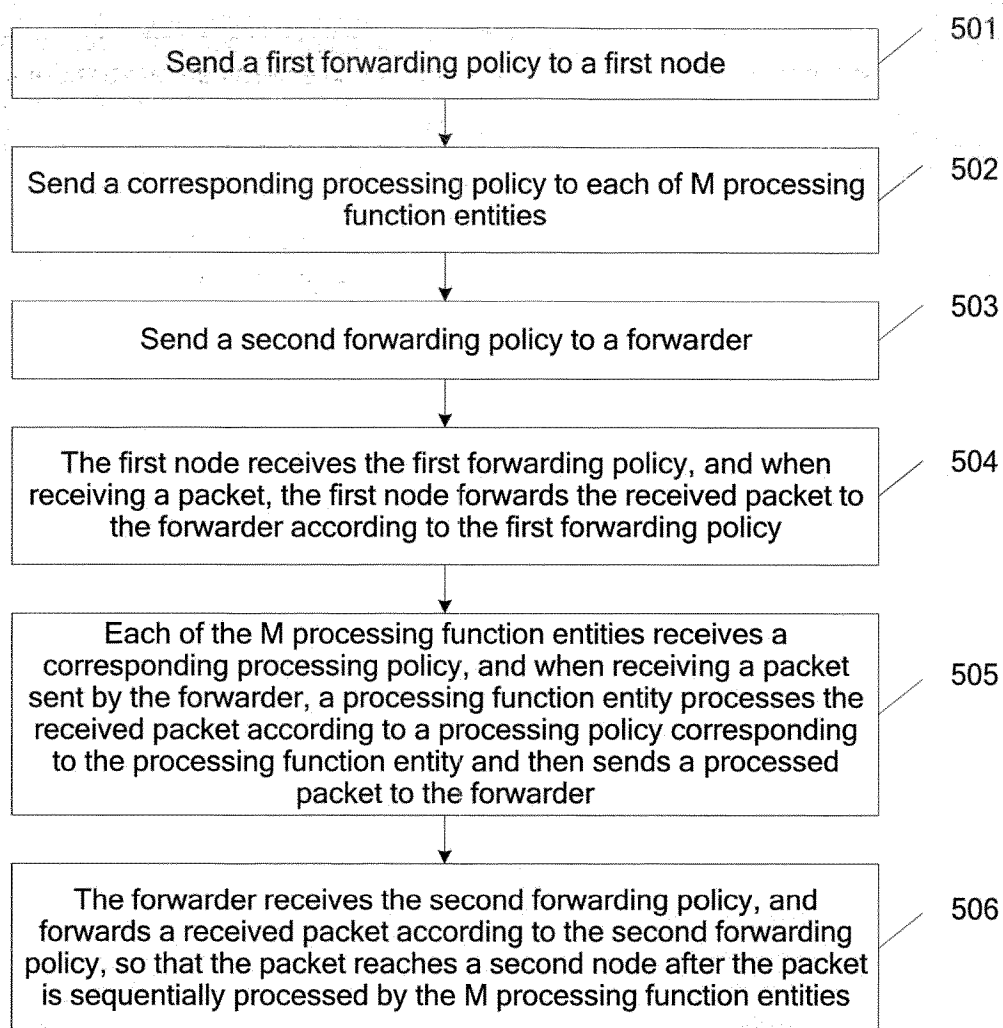 501
Send a first forwarding policy to a first node
502
Send a corresponding processing policy to each of M processing
function entities
503
Send a second forwarding policy to a forwarder
504
The first node receives the first forwarding policy, and when
receiving a packet, the first node forwards the received packet to
the forwarder according to the first forwarding policy
505
Each of the M processing function entities receives a
corresponding processing policy, and when receiving a packet
sent by the forwarder, a processing function entity processes the
received packet according to a processing policy corresponding
to the processing function entity and then sends a processed
packet to the forwarder
506
The forwarder receives the second forwarding policy, and
forwards a received packet according to the second forwarding
policy, so that the packet reaches a second node after the packet
is sequentially processed by the M processing function entities